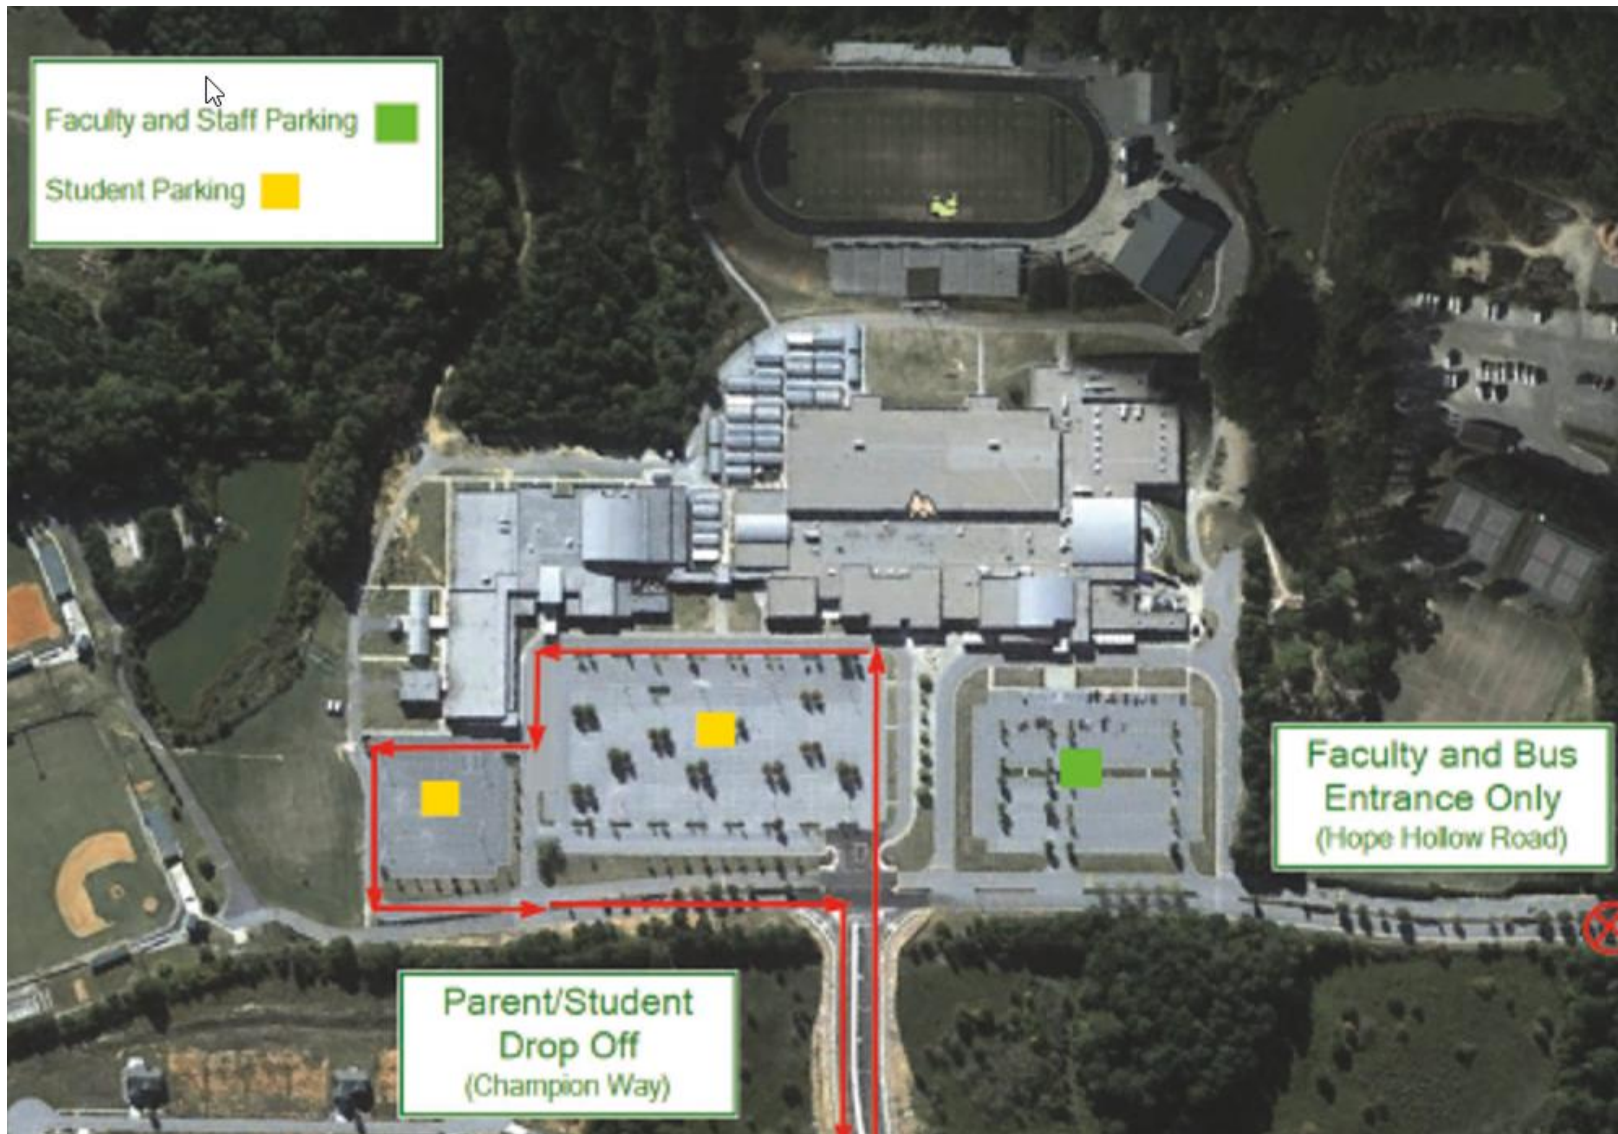 Faculty and Staff Parking
Student Parking
Faculty and Bus
Entrance Only
(Hope Hollow Road)
Parent/Student
Drop Off
(Champion Way)